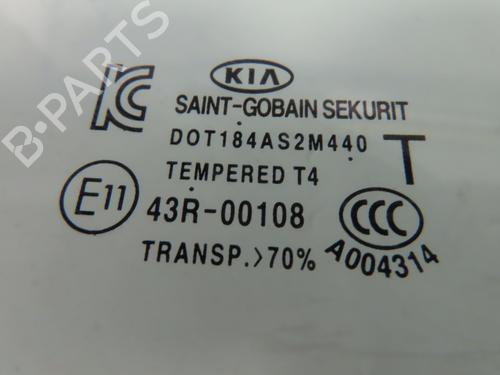 B-PARTS
KC
KIA
SAINT-GOBAIN SEKURIT
DOT184AS2M440
T
TEMPERED T4
E11
43R-00108
CCC
TRANSP.>70%
A004314